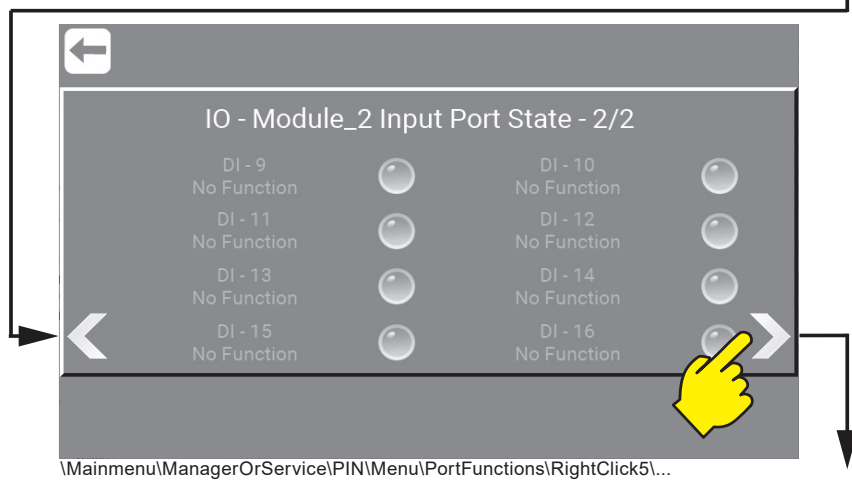 IO - Module_2 Input Port State - 2/2
DI - 9
No Function
DI - 10
No Function
DI - 11
No Function
DI - 12
No Function
DI - 13
No Function
DI - 14
No Function
DI - 15
No Function
DI - 16
No Function
\Mainmenu\ManagerOrService\PIN\Menu\PortFunctions\RightClick5\...